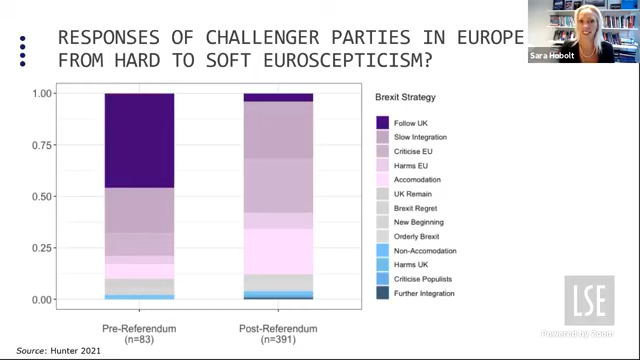 RESPONSES OF CHALLENGER PARTIES IN EUROPE
FROM HARD TO SOFT EUROSCEPTICISM?
Sara Hobolt
Brexit Strategy
Follow UK
Slow Integration
Criticise EU
Harms EU
Accomodation
UK Remain
Brexit Regret
New Beginning
Orderly Brexit
Non-Accomodation
Harms UK
Criticise Populists
Further Integration
1.00
0.75
0.50
0.25
0.00
Pre-Referendum
(n=83)
Post-Referendum
(n=391)
Source: Hunter 2021
LSE
Powered by Zoom